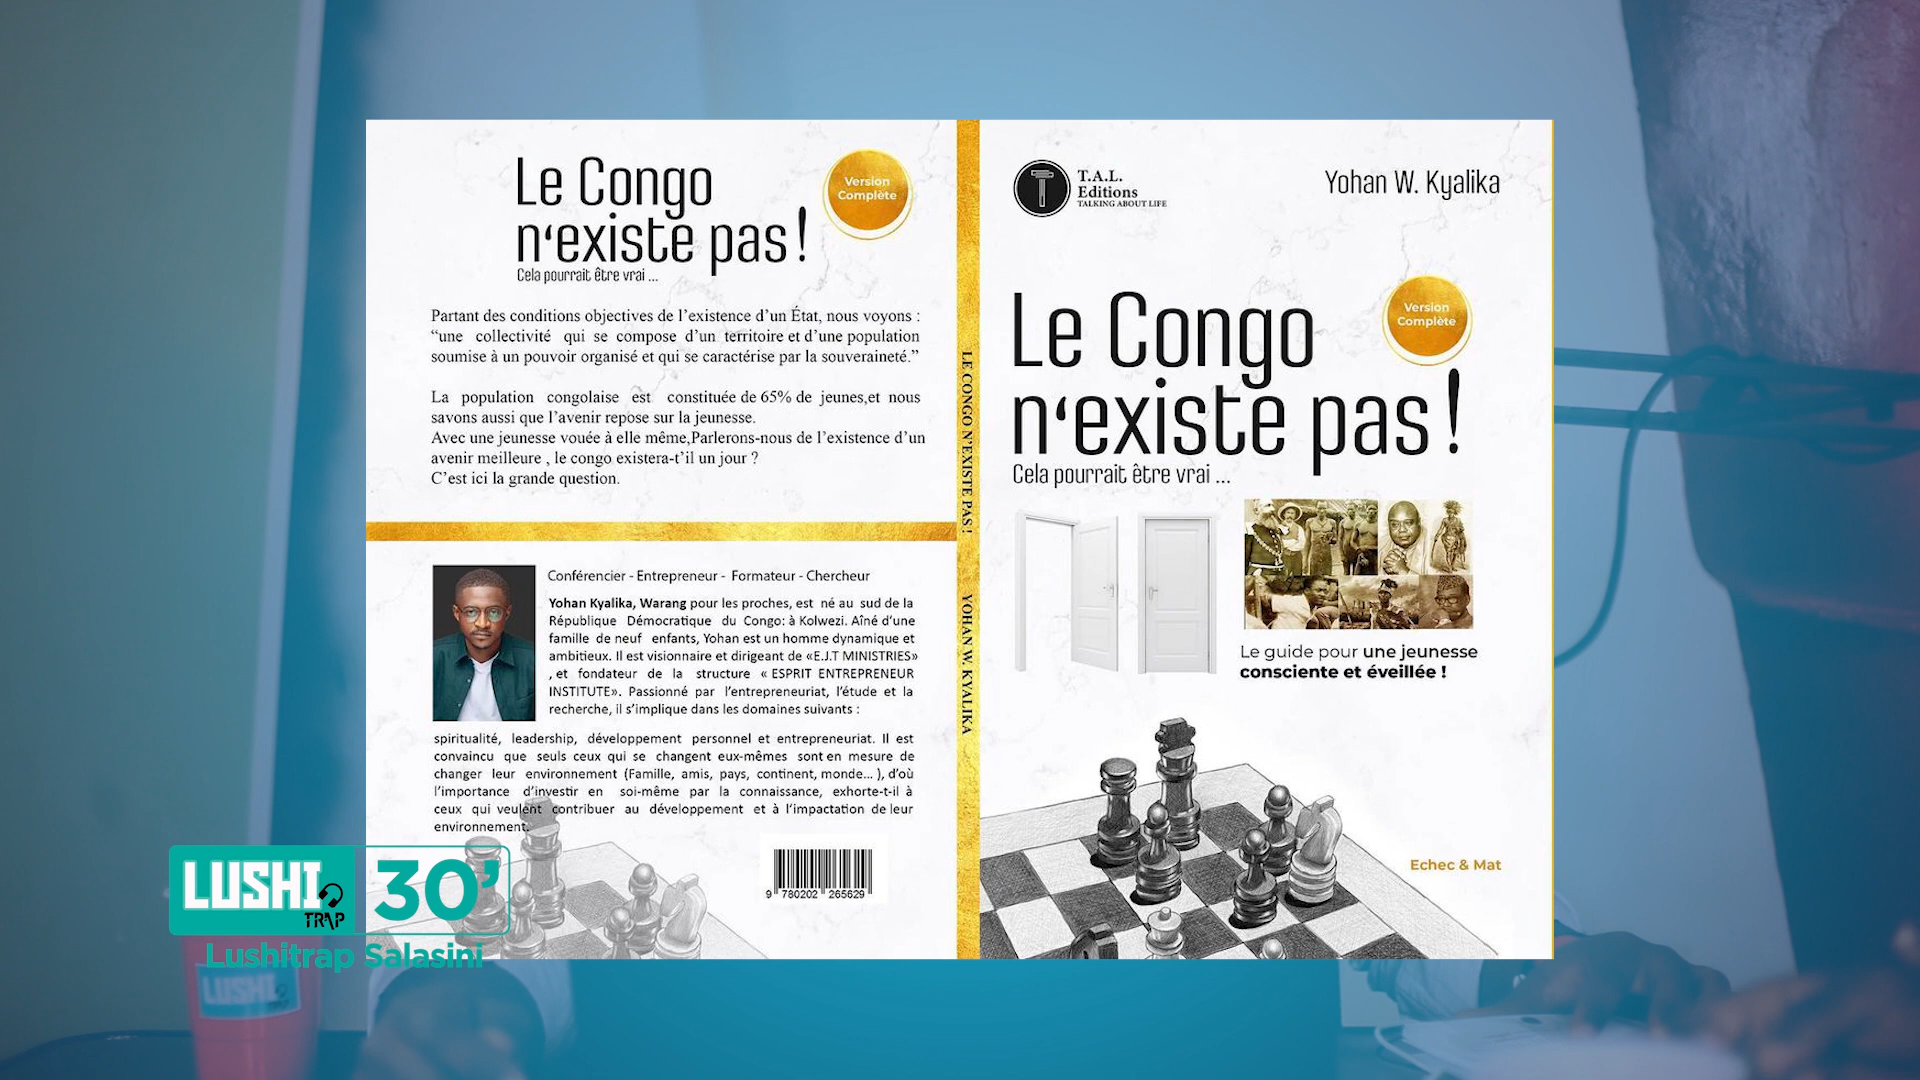 Le Congo
n‘existe pas !
Cela pourrait être vrai ...
Version
Complète
Partant des conditions objectives de l’existence d’un État, nous voyons :
“une collectivité qui se compose d’un territoire et d’une population
soumise à un pouvoir organisé et qui se caractérise par la souveraineté.”
La population congolaise est constituée de 65% de jeunes,et nous
savons aussi que l’avenir repose sur la jeunesse.
Avec une jeunesse vouée à elle même,Parlerons-nous de l’existence d’un
avenir meilleure , le congo existera-t’il un jour ?
C’est ici la grande question.
Conférencier - Entrepreneur - Formateur - Chercheur
Yohan Kyalika, Warang pour les proches, est né au sud de la
République Démocratique du Congo: à Kolwezi. Aîné d’une
famille de neuf enfants, Yohan est un homme dynamique et
ambitieux. Il est visionnaire et dirigeant de «E.J.T MINISTRIES»
, et fondateur de la structure « ESPRIT ENTREPRENEUR
INSTITUTE». Passionné par l’entrepreneuriat, l’étude et la
recherche, il s’implique dans les domaines suivants :
spiritualité, leadership, développement personnel et entrepreneuriat. Il est
convaincu que seuls ceux qui se changent eux-mêmes sont en mesure de
changer leur environnement (Famille, amis, pays, continent, monde... ), d’où
l’importance d’investir en soi-même par la connaissance, exhorte-t-il à
ceux qui veulent contribuer au développement et à l’impactation de leur
environnement.
9 780202 265629
LE CONGO N’EXISTE PAS !
YOHAN W. KYALIKA
T.A.L.
Editions
TALKING ABOUT LIFE
Yohan W. Kyalika
Le Congo
n‘existe pas !
Cela pourrait être vrai ...
Version
Complète
Le guide pour une jeunesse
consciente et éveillée !
Echec & Mat
LUSHI
TRAP
30’
Lushitrap Salasini
LUSHI